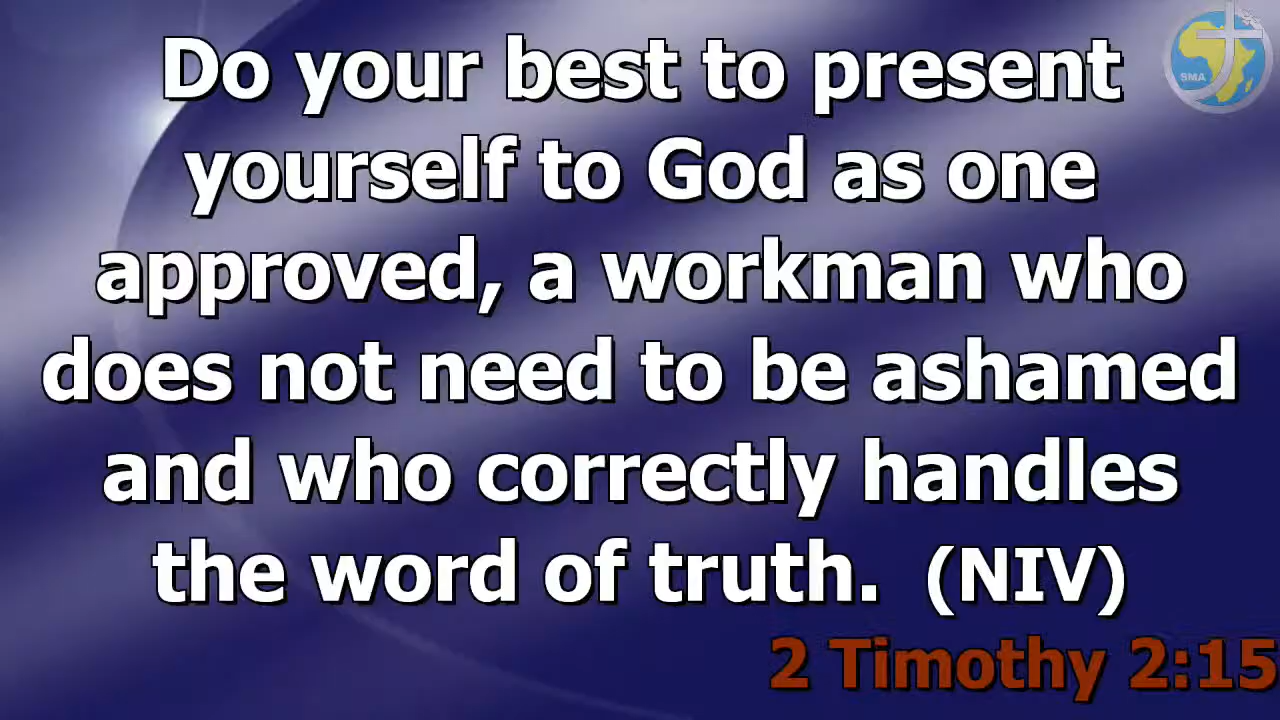 SMA
Do your best to present
yourself to God as one
approved, a workman who
does not need to be ashamed
and who correctly handles
the word of truth.  (NIV)
2 Timothy 2:15